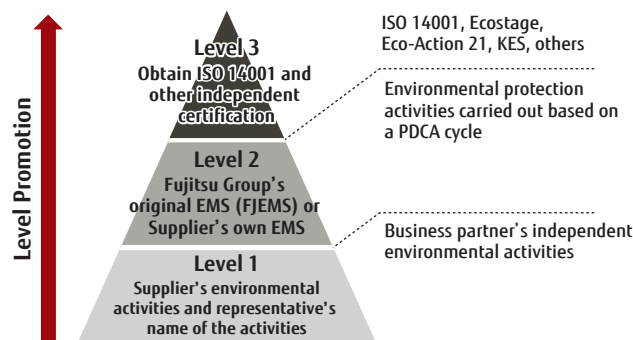 Level Promotion
Level 3
Obtain ISO 14001 and
other independent
certification
Level 2
Fujitsu Group's
original EMS (FJEMS) or
Supplier's own EMS
Level 1
Supplier's environmental
activities and representative's
name of the activities
ISO 14001, Ecostage,
Eco-Action 21, KES, others
Environmental protection
activities carried out based on
a PDCA cycle
Business partner's independent
environmental activities